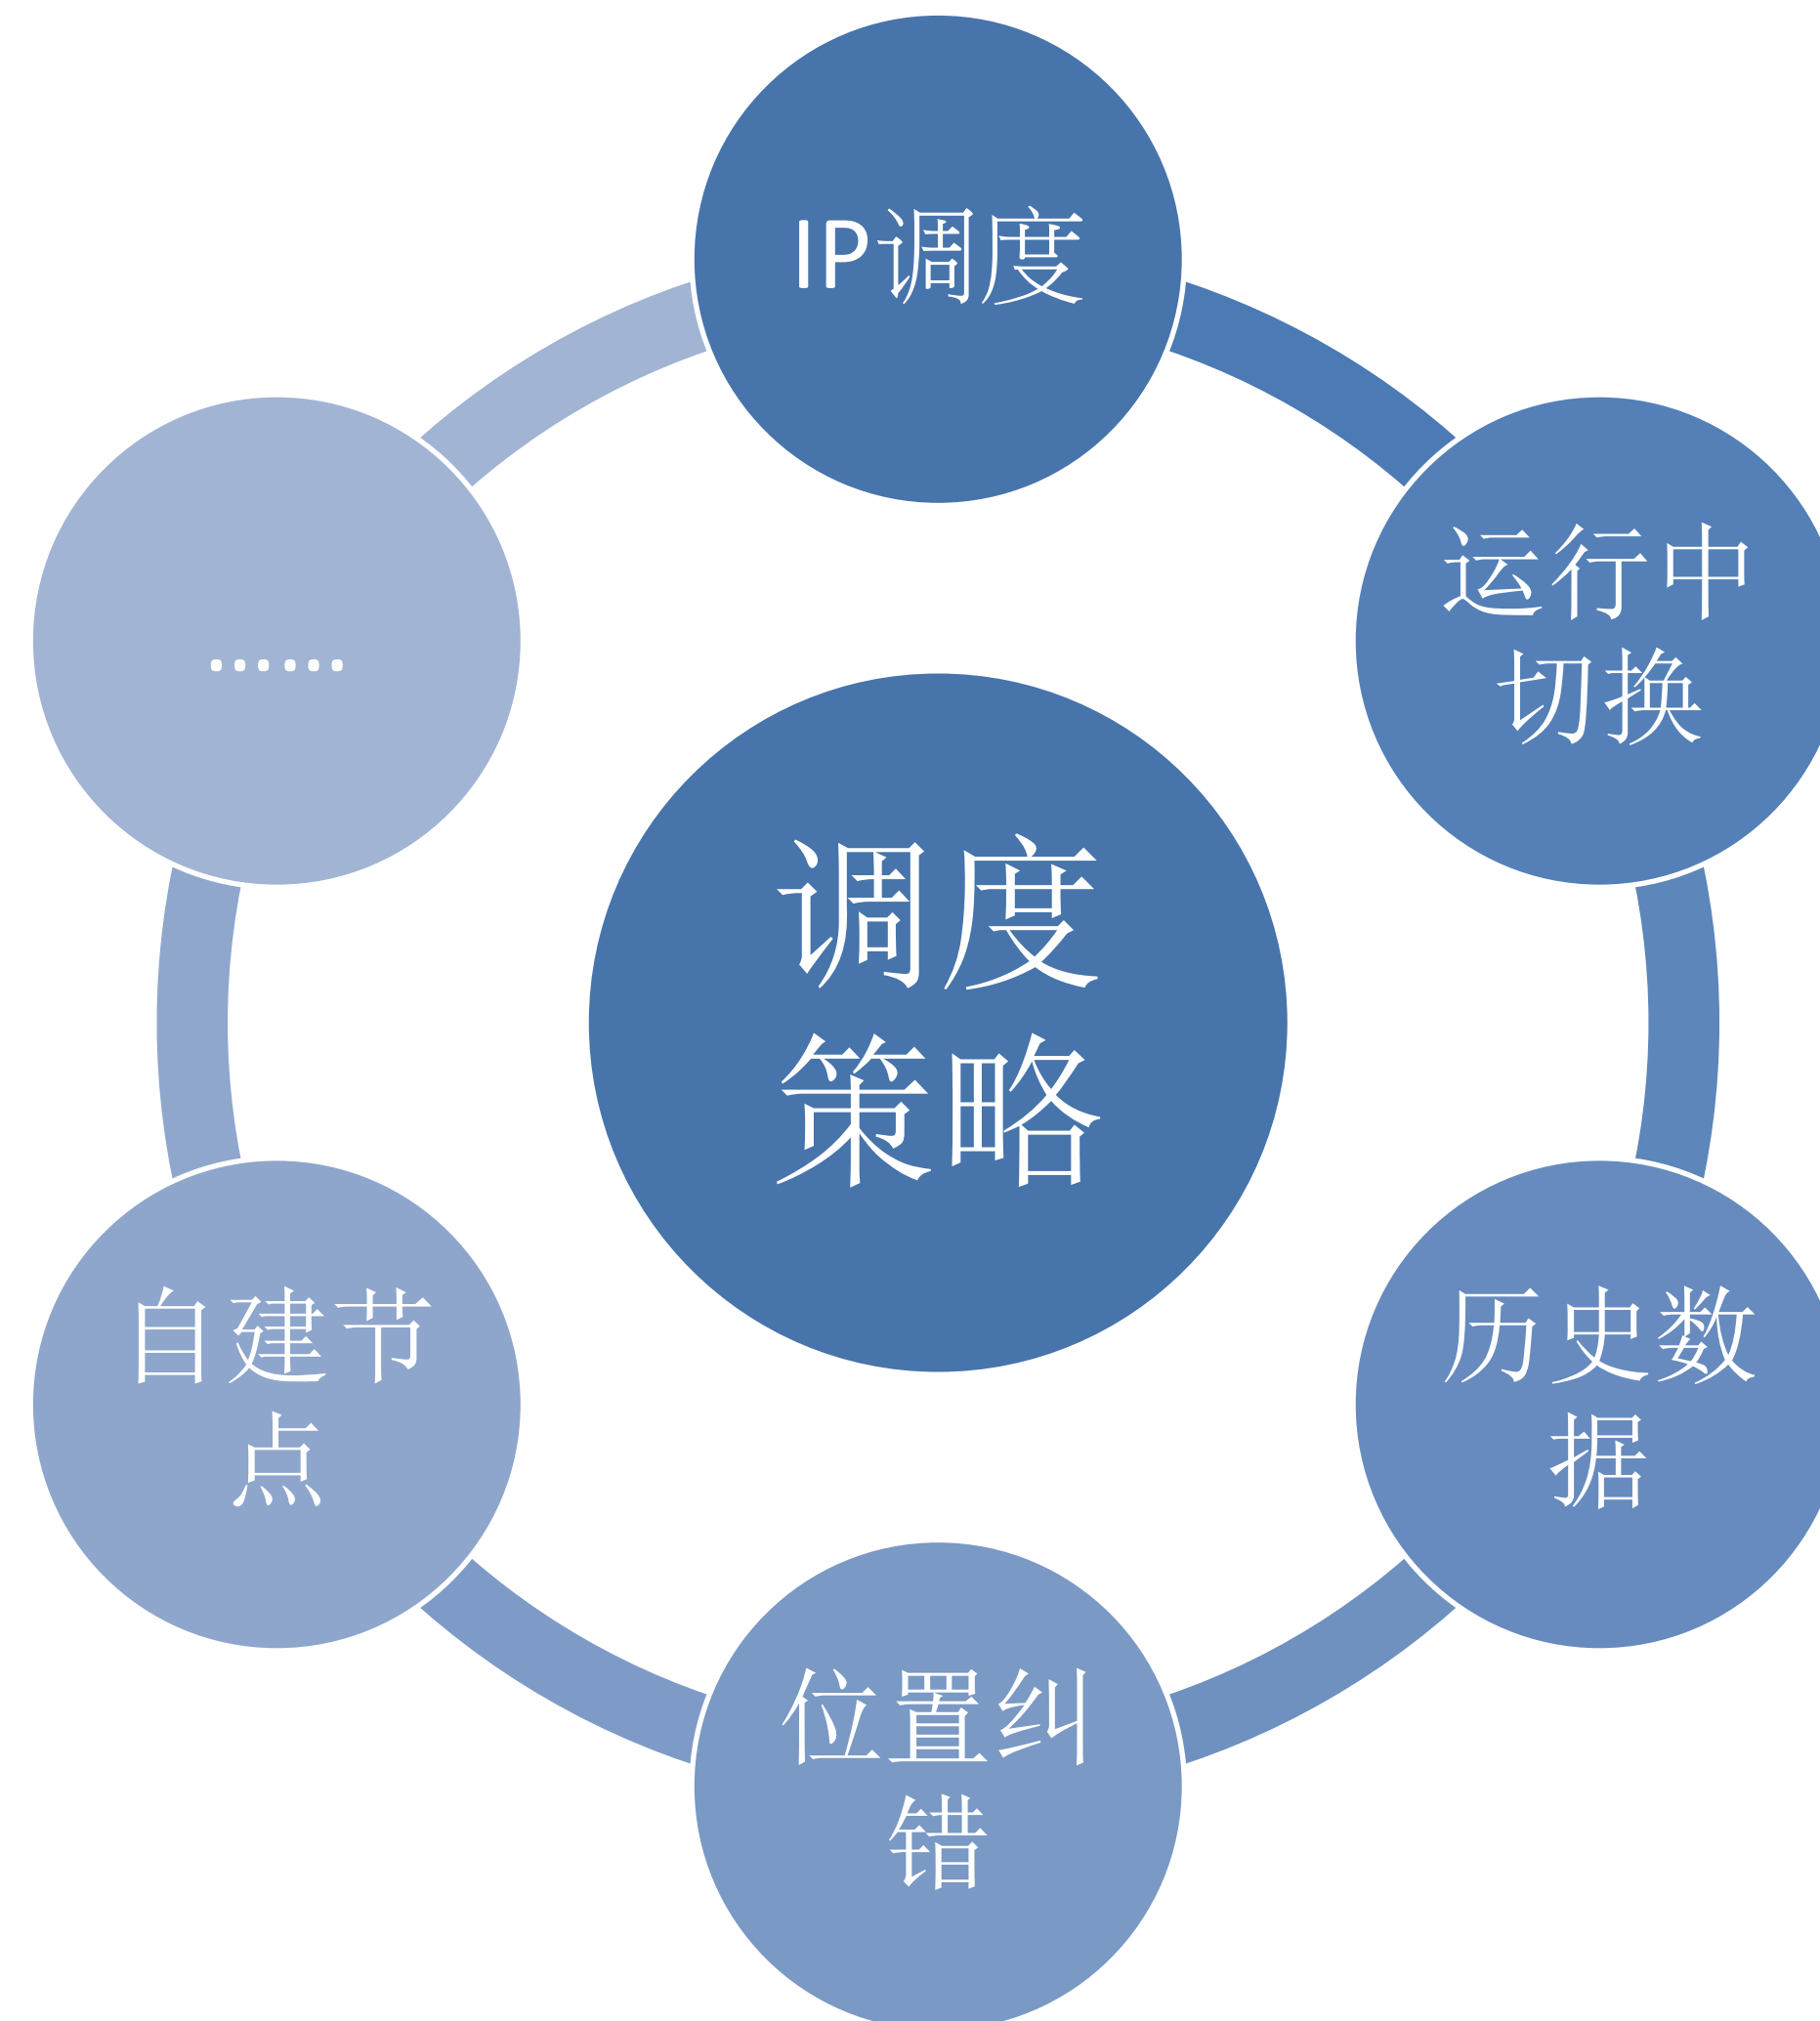 IP调度
运行中
切换
历史数
据
位置纠
错
自建节
点
……
调度
策略